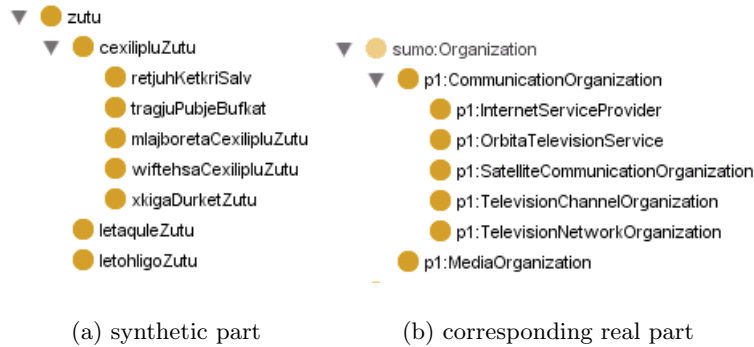 zutu
cexilipluZutu
retjuhKetkriSalv
tragjuPubjeBufkat
mlajboretaCexilipluZutu
wiftehsaCexilipluZutu
xkigaDurketZutu
letaquleZutu
letohligoZutu
(a) synthetic part
sumo:Organization
p1:CommunicationOrganization
p1:InternetServiceProvider
p1:OrbitaTelevisionService
p1:SatelliteCommunicationOrganization
p1:TelevisionChannelOrganization
p1:TelevisionNetworkOrganization
p1:MediaOrganization
(b) corresponding real part